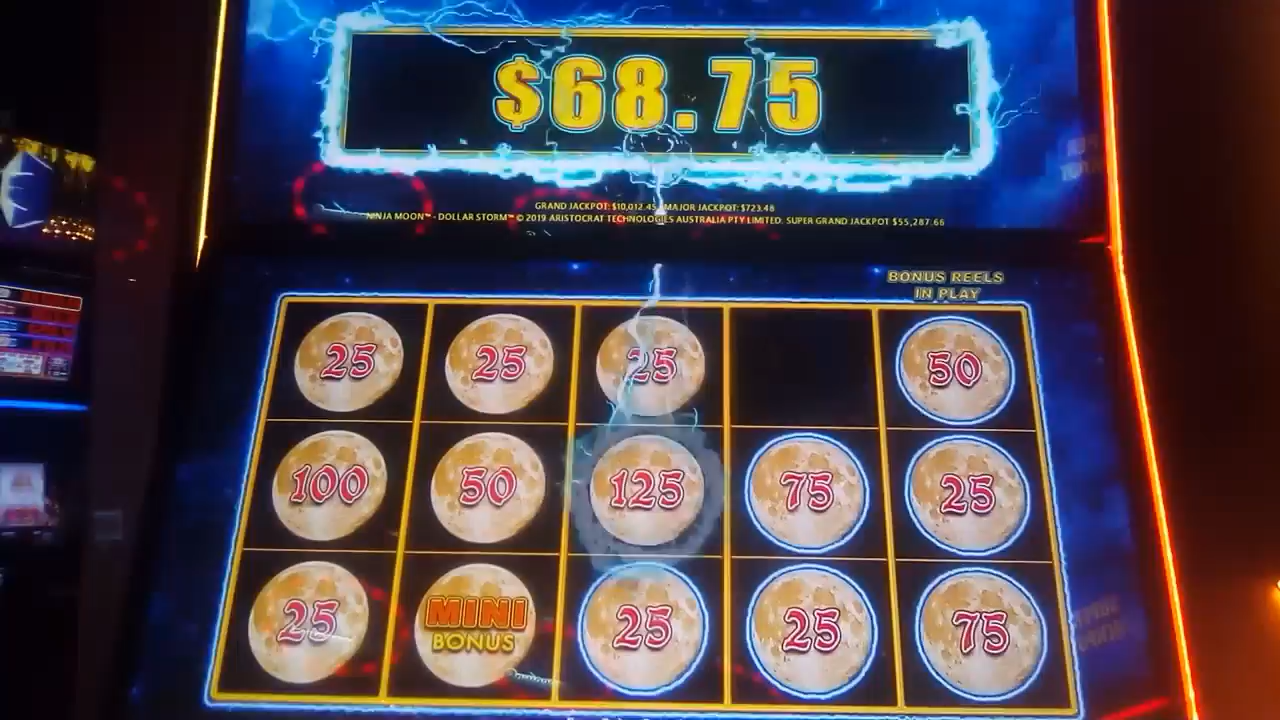 $68.75
GRAND JACKPOT: $10,012.45 MAJOR JACKPOT: $723.48
NINJA MOON™ - DOLLAR STORM™ © 2019 ARISTOCRAT TECHNOLOGIES AUSTRALIA PTY LIMITED. SUPER GRAND JACKPOT $55,287.66
BONUS REELS
IN PLAY
25 25 25 50
100 50 125 75 25
25 MINI BONUS 25 25 75